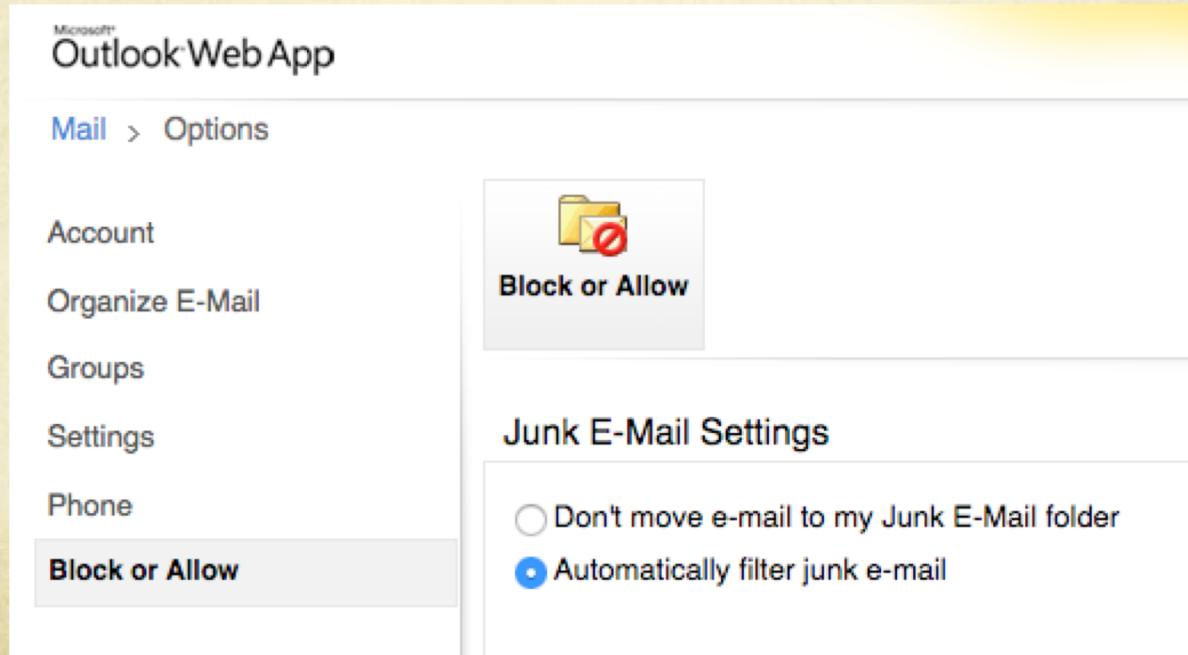 Microsoft®
Outlook Web App
Mail > Options
Account
Organize E-Mail
Groups
Settings
Phone
Block or Allow
Block or Allow
Junk E-Mail Settings
Don't move e-mail to my Junk E-Mail folder
Automatically filter junk e-mail